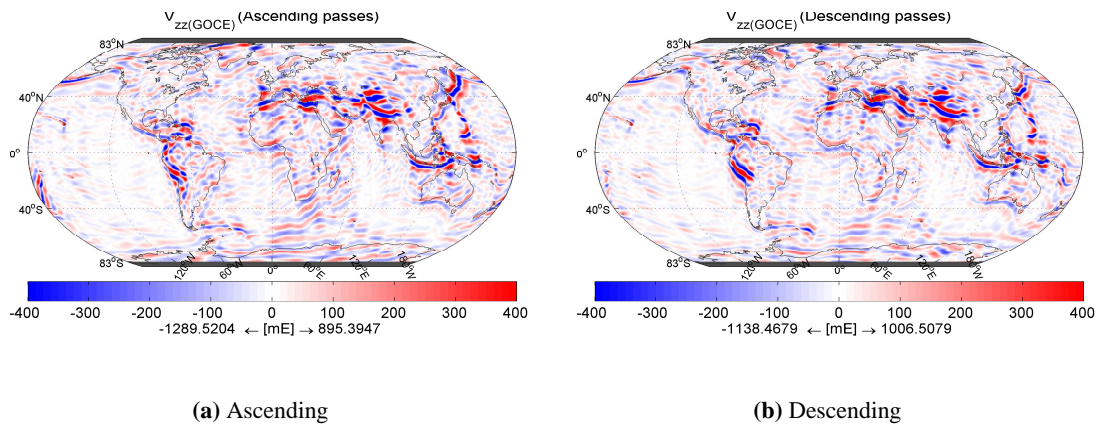 V zz(GOCE) (Ascending passes)
83°N
40°N
0°
40°S
83°S
120°W 60°W 0° 60°E 120°E 180°W
-400 -300 -200 -100 0 100 200 300 400
-1289.5204 ← [mE] → 895.3947
(a) Ascending
V zz(GOCE) (Descending passes)
83°N
40°N
0°
40°S
83°S
120°W 60°W 0° 60°E 120°E 180°W
-400 -300 -200 -100 0 100 200 300 400
-1138.4679 ← [mE] → 1006.5079
(b) Descending